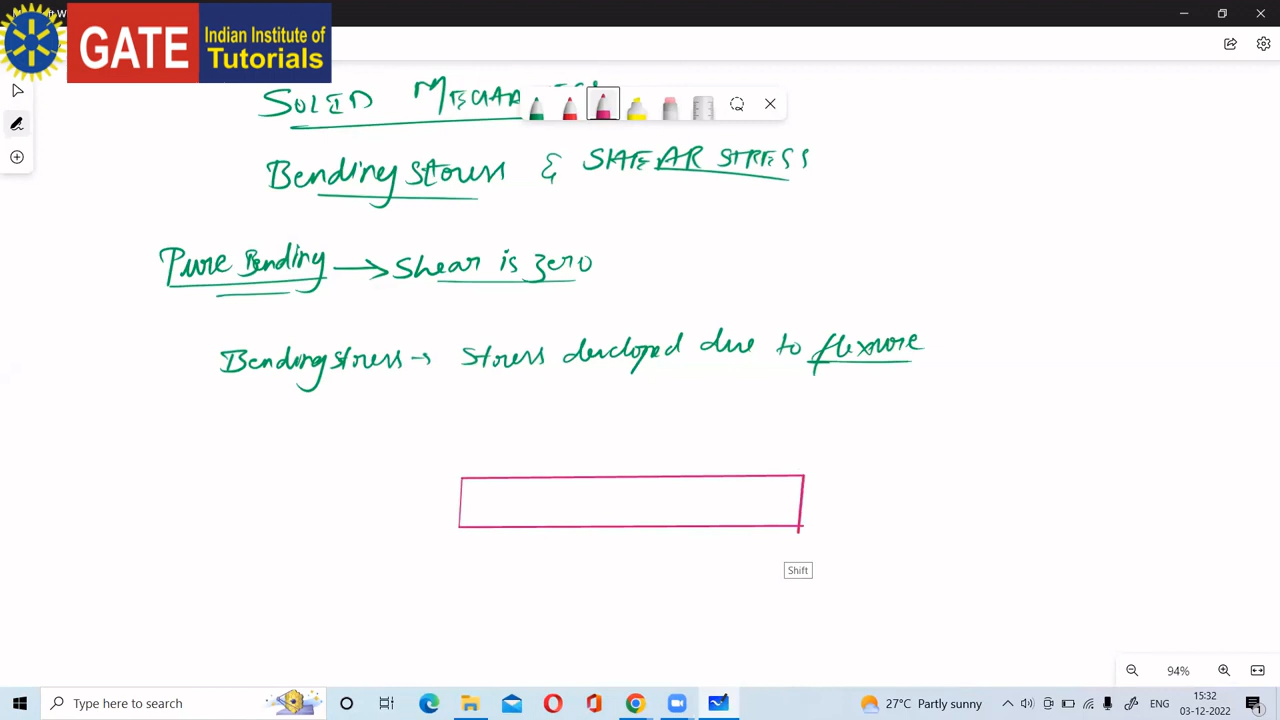 GATE
Indian Institute of
Tutorials
SOLID
Bending Stress & SHEAR STRESS
Pure Bending → Shear is zero
Bending stress → Stress developed due to flexure
Shift
94%
Type here to search
27°C Partly sunny
ENG
15:32
03-12-2022
1